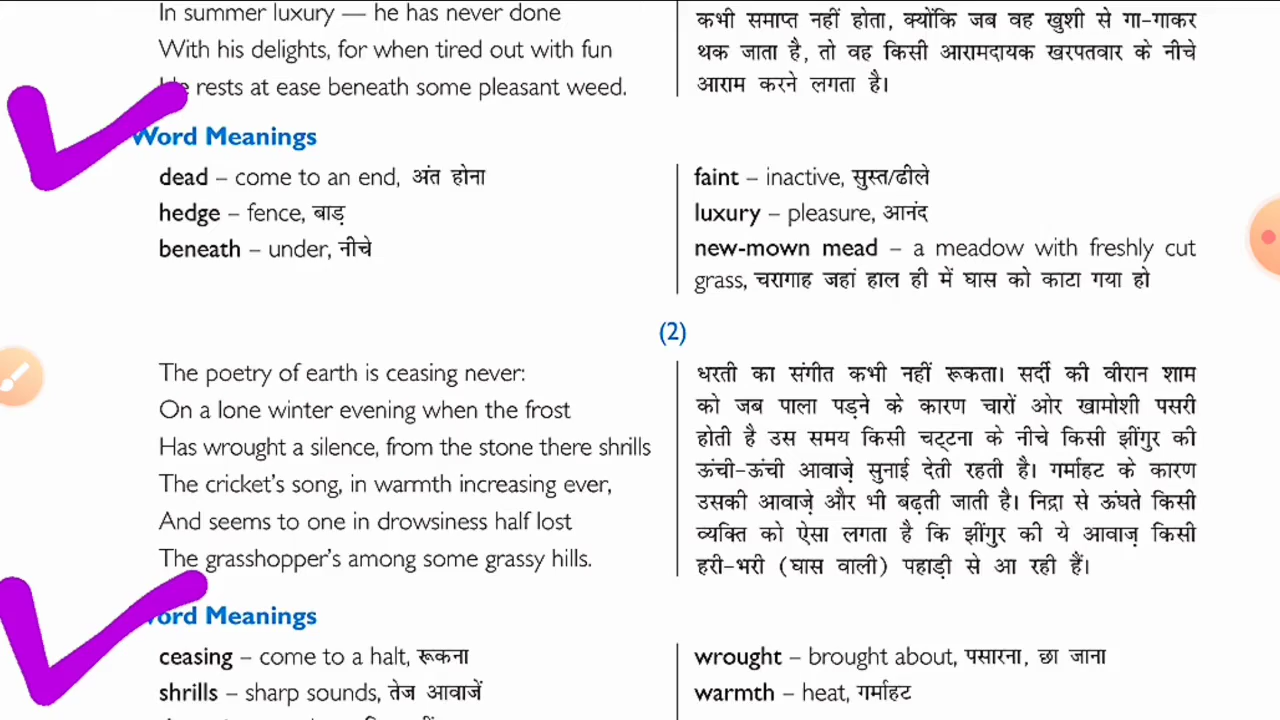 In summer luxury — he has never done
With his delights, for when tired out with fun
He rests at ease beneath some pleasant weed.
कभी समाप्त नहीं होता, क्योंकि जब वह खुशी से गा-गाकर
थक जाता है, तो वह किसी आरामदायक खरपतवार के नीचे
आराम करने लगता है।
Word Meanings
dead – come to an end, अंत होना
hedge – fence, बाड़
beneath – under, नीचे
faint – inactive, सुस्त/ढीले
luxury – pleasure, आनंद
new-mown mead – a meadow with freshly cut
grass, चरागाह जहां हाल ही में घास को काटा गया हो
(2)
The poetry of earth is ceasing never:
On a lone winter evening when the frost
Has wrought a silence, from the stone there shrills
The cricket's song, in warmth increasing ever,
And seems to one in drowsiness half lost
The grasshopper's among some grassy hills.
धरती का संगीत कभी नहीं रूकता। सर्दी की वीरान शाम
को जब पाला पड़ने के कारण चारों ओर खामोशी पसरी
होती है उस समय किसी चट्टना के नीचे किसी झींगुर की
ऊंची-ऊंची आवाज़े सुनाई देती रहती है। गर्माहट के कारण
उसकी आवाज़े और भी बढ़ती जाती है। निद्रा से ऊंघते किसी
व्यक्ति को ऐसा लगता है कि झींगुर की ये आवाज़ किसी
हरी-भरी (घास वाली) पहाड़ी से आ रही हैं।
Word Meanings
ceasing – come to a halt, रूकना
shrills – sharp sounds, तेज आवाजें
wrought – brought about, पसारना, छा जाना
warmth – heat, गर्माहट